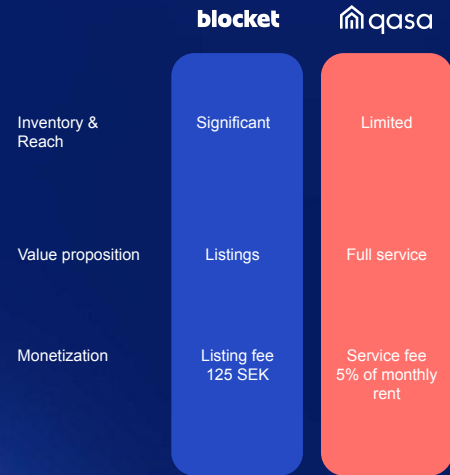 blocket qasa
Inventory &
Reach
Significant
Limited
Value proposition
Listings
Full service
Monetization
Listing fee
125 SEK
Service fee
5% of monthly
rent